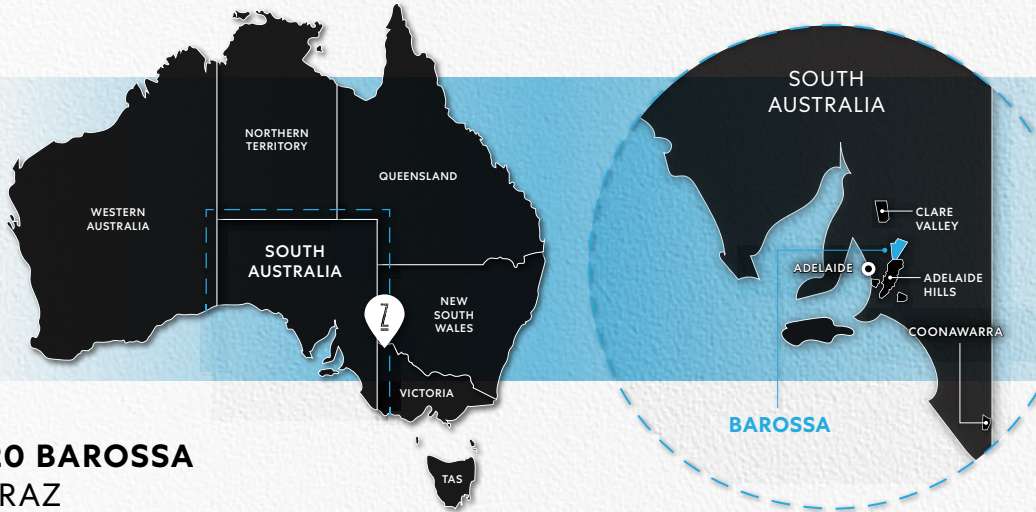 NORTHERN
TERRITORY
QUEENSLAND
WESTERN
AUSTRALIA
SOUTH
AUSTRALIA
NEW
SOUTH
WALES
VICTORIA
TAS
Z
SOUTH
AUSTRALIA
CLARE
VALLEY
ADELAIDE
ADELAIDE
HILLS
COONAWARRA
BAROSSA
20 BAROSSA
RAZ